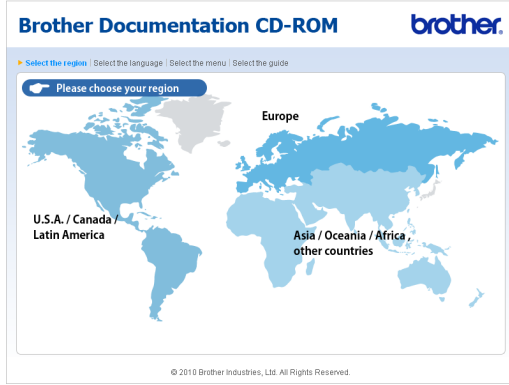 Brother Documentation CD-ROM
brother.
Select the region | Select the language | Select the menu | Select the guide
Please choose your region
Europe
U.S.A. / Canada /
Latin America
Asia / Oceania / Africa ,
other countries
© 2010 Brother Industries, Ltd. All Rights Reserved.